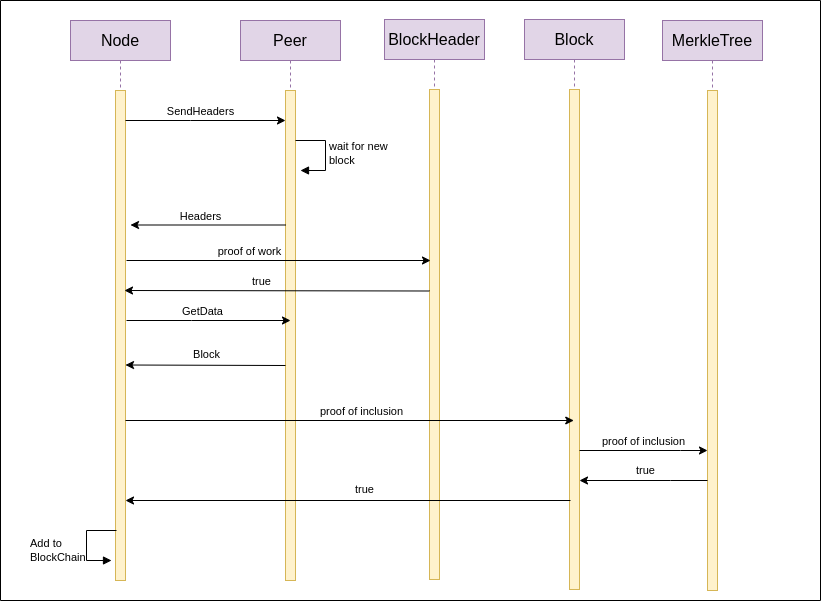 Node
Peer
BlockHeader
Block
MerkleTree
SendHeaders
wait for new
block
Headers
proof of work
true
GetData
Block
proof of inclusion
proof of inclusion
true
true
Add to
BlockChain